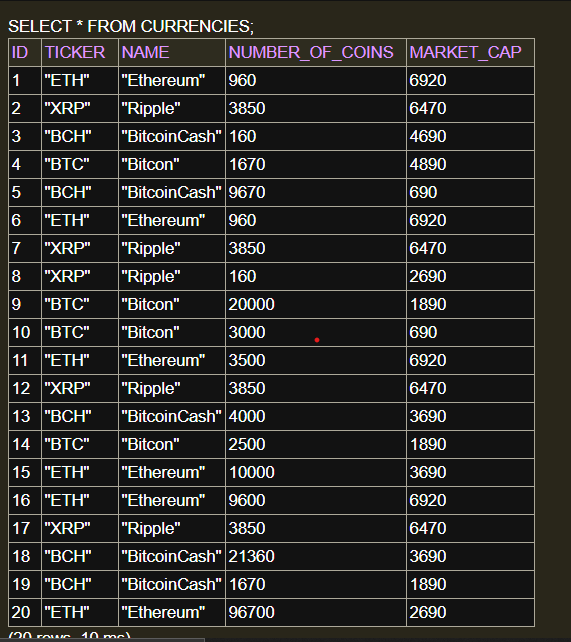 SELECT * FROM CURRENCIES;
ID TICKER NAME NUMBER_OF_COINS MARKET_CAP
1 "ETH" "Ethereum" 960 6920
2 "XRP" "Ripple" 3850 6470
3 "BCH" "BitcoinCash" 160 4690
4 "BTC" "Bitcon" 1670 4890
5 "BCH" "BitcoinCash" 9670 690
6 "ETH" "Ethereum" 960 6920
7 "XRP" "Ripple" 3850 6470
8 "XRP" "Ripple" 160 2690
9 "BTC" "Bitcon" 20000 1890
10 "BTC" "Bitcon" 3000 690
11 "ETH" "Ethereum" 3500 6920
12 "XRP" "Ripple" 3850 6470
13 "BCH" "BitcoinCash" 4000 3690
14 "BTC" "Bitcon" 2500 1890
15 "ETH" "Ethereum" 10000 3690
16 "ETH" "Ethereum" 9600 6920
17 "XRP" "Ripple" 3850 6470
18 "BCH" "BitcoinCash" 21360 3690
19 "BCH" "BitcoinCash" 1670 1890
20 "ETH" "Ethereum" 96700 2690
(20 rows, 10 ms)